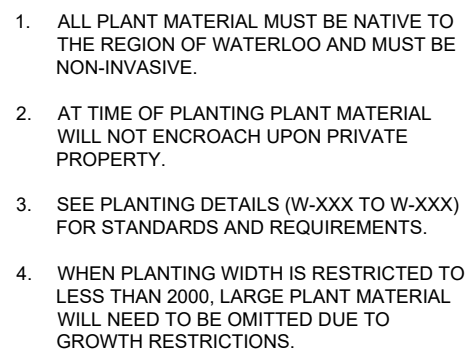 1. ALL PLANT MATERIAL MUST BE NATIVE TO
THE REGION OF WATERLOO AND MUST BE
NON-INVASIVE.
2. AT TIME OF PLANTING PLANT MATERIAL
WILL NOT ENCROACH UPON PRIVATE
PROPERTY.
3. SEE PLANTING DETAILS (W-XXX TO W-XXX)
FOR STANDARDS AND REQUIREMENTS.
4. WHEN PLANTING WIDTH IS RESTRICTED TO
LESS THAN 2000, LARGE PLANT MATERIAL
WILL NEED TO BE OMITTED DUE TO
GROWTH RESTRICTIONS.